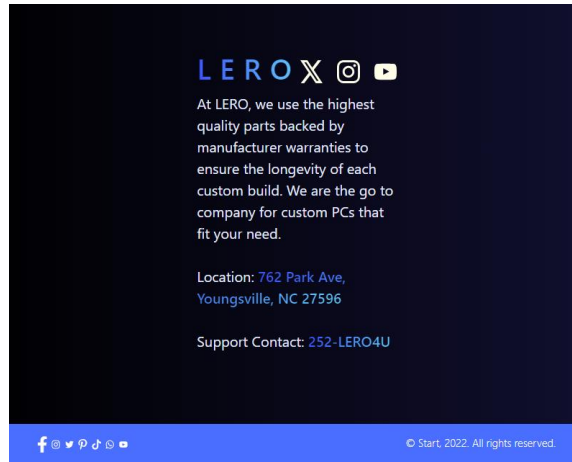 LERO
At LERO, we use the highest
quality parts backed by
manufacturer warranties to
ensure the longevity of each
custom build. We are the go to
company for custom PCs that
fit your need.
Location: 762 Park Ave,
Youngsville, NC 27596
Support Contact: 252-LERO4U
© Start, 2022. All rights reserved.